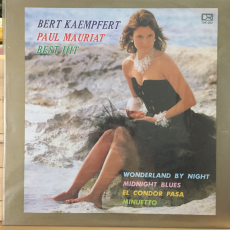 BERT KAEMPFERT
PAUL MAURIAT
BEST HIT
WONDERLAND BY NIGHT
MIDNIGHT BLUES
EL CONDOR PASA
MINUETTO